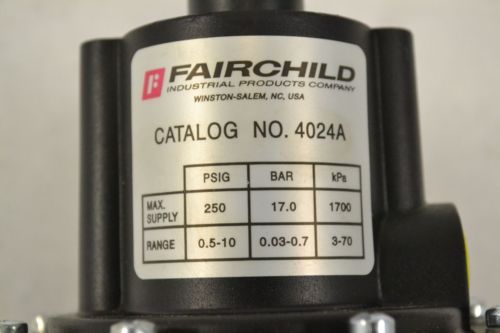 FAIRCHILD
INDUSTRIAL PRODUCTS COMPANY
WINSTON-SALEM, NC, USA
CATALOG NO. 4024A
PSIG BAR kPa
MAX. SUPPLY 250 17.0 1700
RANGE 0.5-10 0.03-0.7 3-70